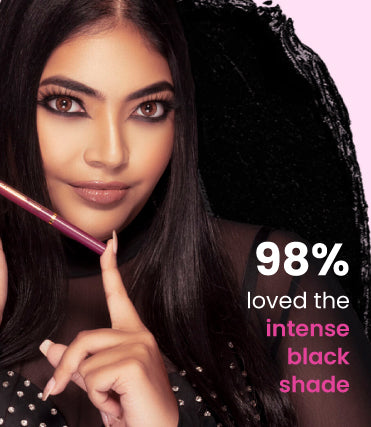 98%
loved the
intense
black
shade